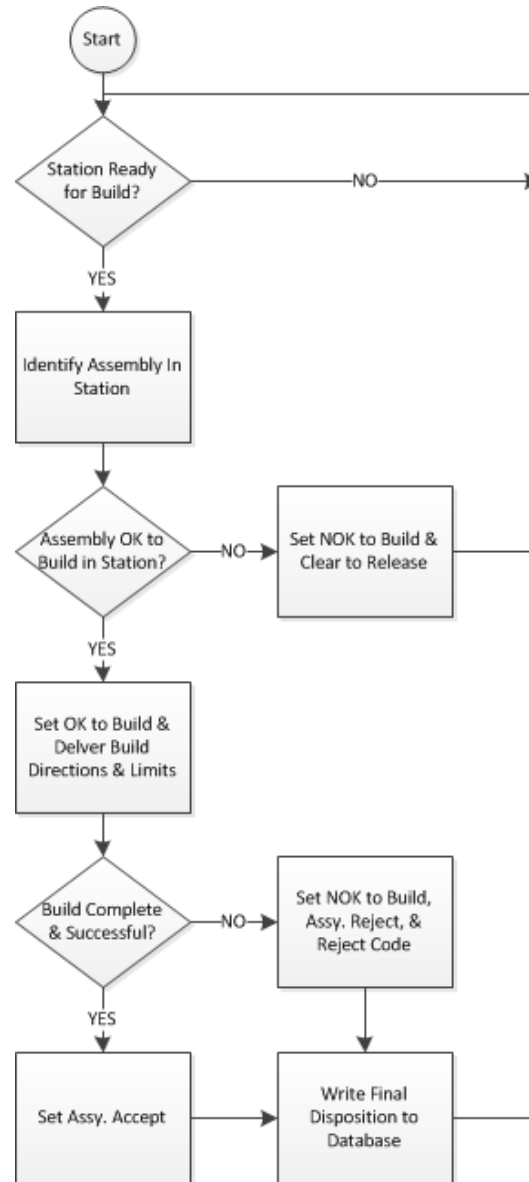 Start
Station Ready
for Build?
NO
YES
Identify Assembly In
Station
Assembly OK to
Build in Station?
NO
Set NOK to Build &
Clear to Release
YES
Set OK to Build &
Delver Build
Directions & Limits
Build Complete
& Successful?
NO
Set NOK to Build,
Assy. Reject, &
Reject Code
YES
Set Assy. Accept
Write Final
Disposition to
Database